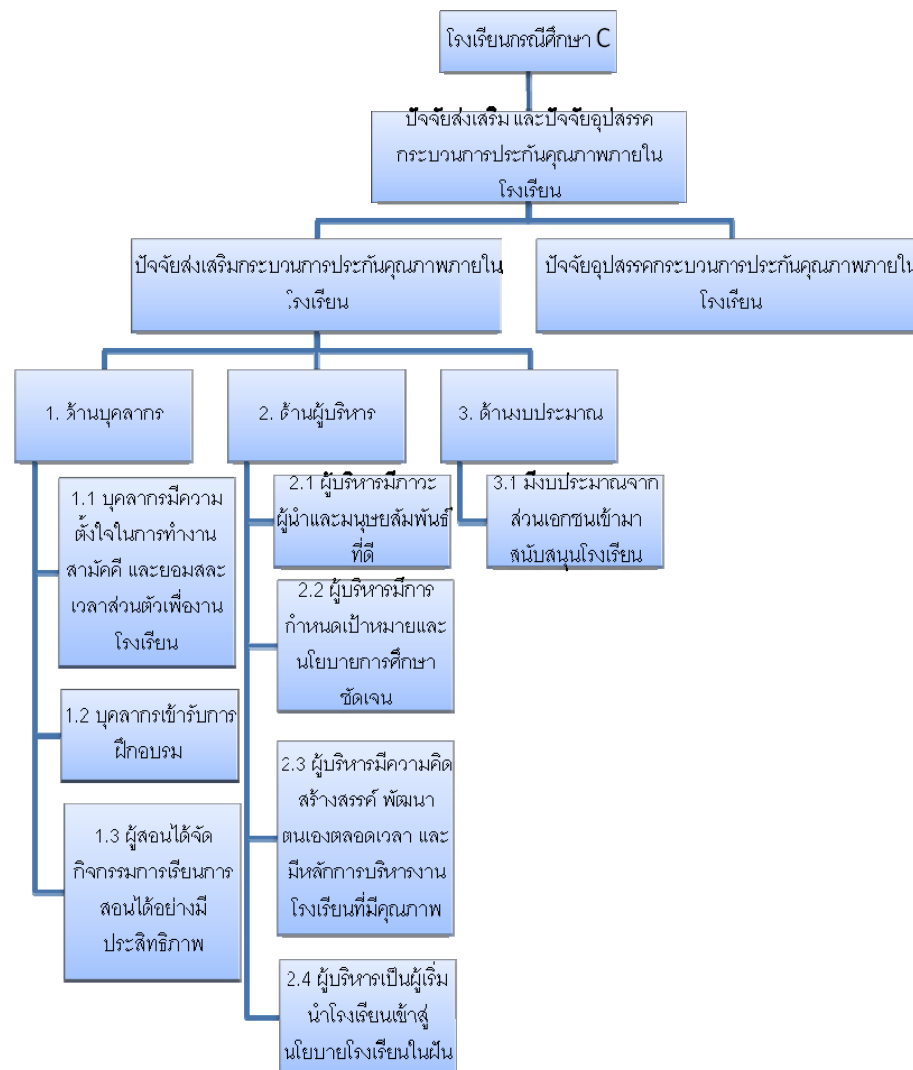 โรงเรียนกรณีศึกษา C
ปัจจัยส่งเสริม และปัจจัยอุปสรรค
กระบวนการประกันคุณภาพภายใน
โรงเรียน
ปัจจัยส่งเสริมกระบวนการประกันคุณภาพภายใน
โรงเรียน
ปัจจัยอุปสรรคกระบวนการประกันคุณภาพภายใน
โรงเรียน
1. ด้านบุคลากร
2. ด้านผู้บริหาร
3. ด้านงบประมาณ
1.1 บุคลากรมีความ
ตั้งใจในการทำงาน
สามัคคี และยอมสละ
เวลาส่วนตัวเพื่องาน
โรงเรียน
1.2 บุคลากรเข้ารับการ
ฝึกอบรม
1.3 ผู้สอนได้จัด
กิจกรรมการเรียนการ
สอนได้อย่างมี
ประสิทธิภาพ
2.1 ผู้บริหารมีภาวะ
ผู้นำและมนุษยสัมพันธ์
ที่ดี
2.2 ผู้บริหารมีการ
กำหนดเป้าหมายและ
นโยบายการศึกษา
ชัดเจน
2.3 ผู้บริหารมีความคิด
สร้างสรรค์ พัฒนา
ตนเองตลอดเวลา และ
มีหลักการบริหารงาน
โรงเรียนที่มีคุณภาพ
2.4 ผู้บริหารเป็นผู้เริ่ม
นำโรงเรียนเข้าสู่
นโยบายโรงเรียนในฝัน
3.1 มีงบประมาณจาก
ส่วนเอกชนเข้ามา
สนับสนุนโรงเรียน